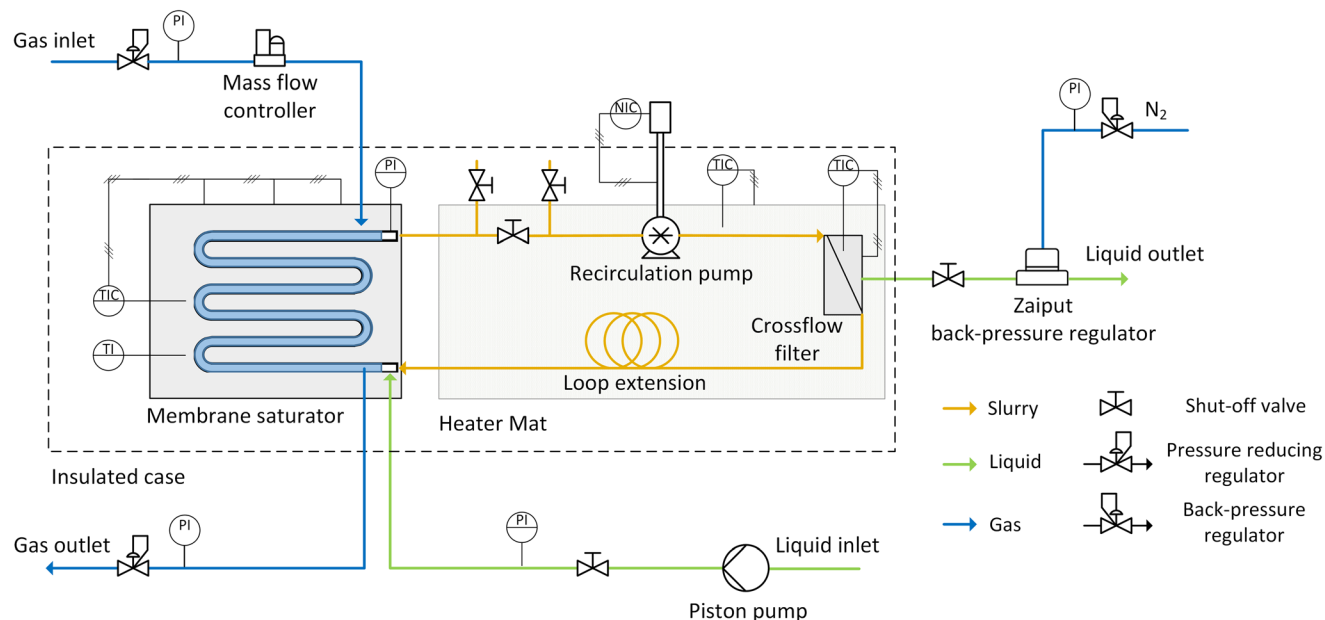 Gas inlet
PI
Mass flow
controller
PI
N₂
NIC
PI
TIC
TIC
Recirculation pump
Liquid outlet
TIC
Zaiput
back-pressure regulator
Crossflow
filter
TI
Loop extension
Membrane saturator
Heater Mat
Insulated case
Slurry
Shut-off valve
Liquid
Pressure reducing
regulator
Gas
Back-pressure
regulator
Gas outlet
PI
PI
Liquid inlet
Piston pump